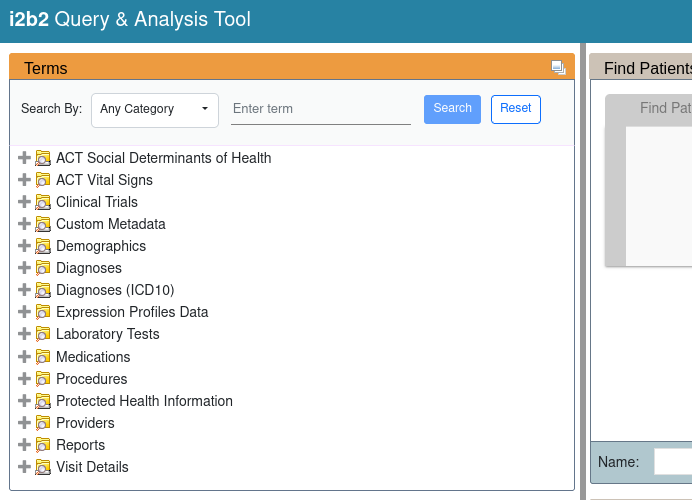 i2b2 Query & Analysis Tool
Terms
Search By:
Any Category
Enter term
Search
Reset
ACT Social Determinants of Health
ACT Vital Signs
Clinical Trials
Custom Metadata
Demographics
Diagnoses
Diagnoses (ICD10)
Expression Profiles Data
Laboratory Tests
Medications
Procedures
Protected Health Information
Providers
Reports
Visit Details
Find Patients
Find Pat
Name: